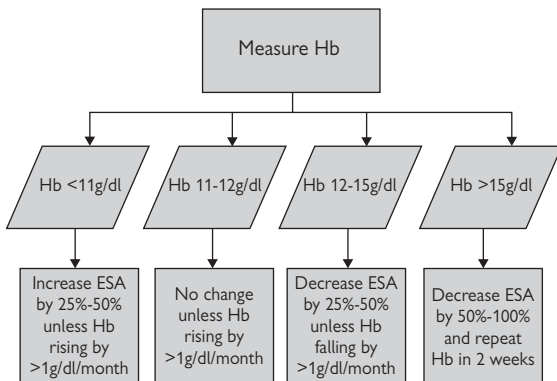 Measure Hb
Hb <11g/dl
Hb 11-12g/dl
Hb 12-15g/dl
Hb >15g/dl
Increase ESA
by 25%-50%
unless Hb
rising by
>1g/dl/month
No change
unless Hb
rising by
>1g/dl/month
Decrease ESA
by 25%-50%
unless Hb
falling by
>1g/dl/month
Decrease ESA
by 50%-100%
and repeat
Hb in 2 weeks